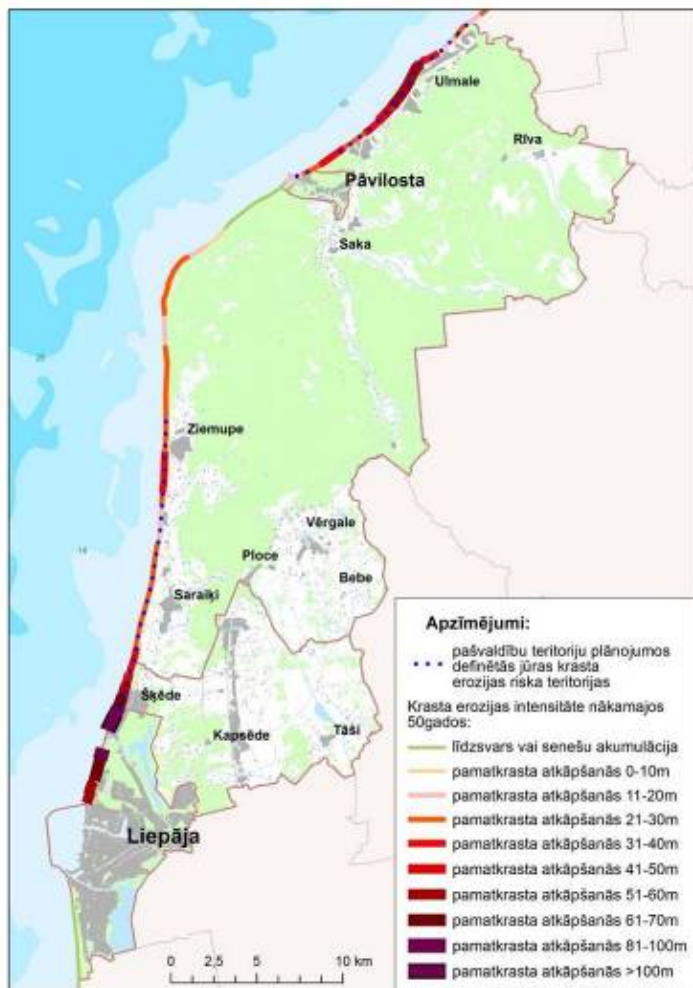 Ulmale
Rīva
Pāvilosta
Saka
Ziemupe
Vērgale
Ploce
Bebe
Saraiķi
Šķēde
Kapsēde
Tāši
Liepāja
Apzīmējumi:
pašvaldību teritoriju plānojumos
definētās jūras krasta
erozijas riska teritorijas
Krasta erozijas intensitāte nākamajos
50gados:
līdzsvars vai senešu akumulācija
pamatkrasta atkāpšanās 0-10m
pamatkrasta atkāpšanās 11-20m
pamatkrasta atkāpšanās 21-30m
pamatkrasta atkāpšanās 31-40m
pamatkrasta atkāpšanās 41-50m
pamatkrasta atkāpšanās 51-60m
pamatkrasta atkāpšanās 61-70m
pamatkrasta atkāpšanās 81-100m
pamatkrasta atkāpšanās >100m
0 2,5 5 10 km